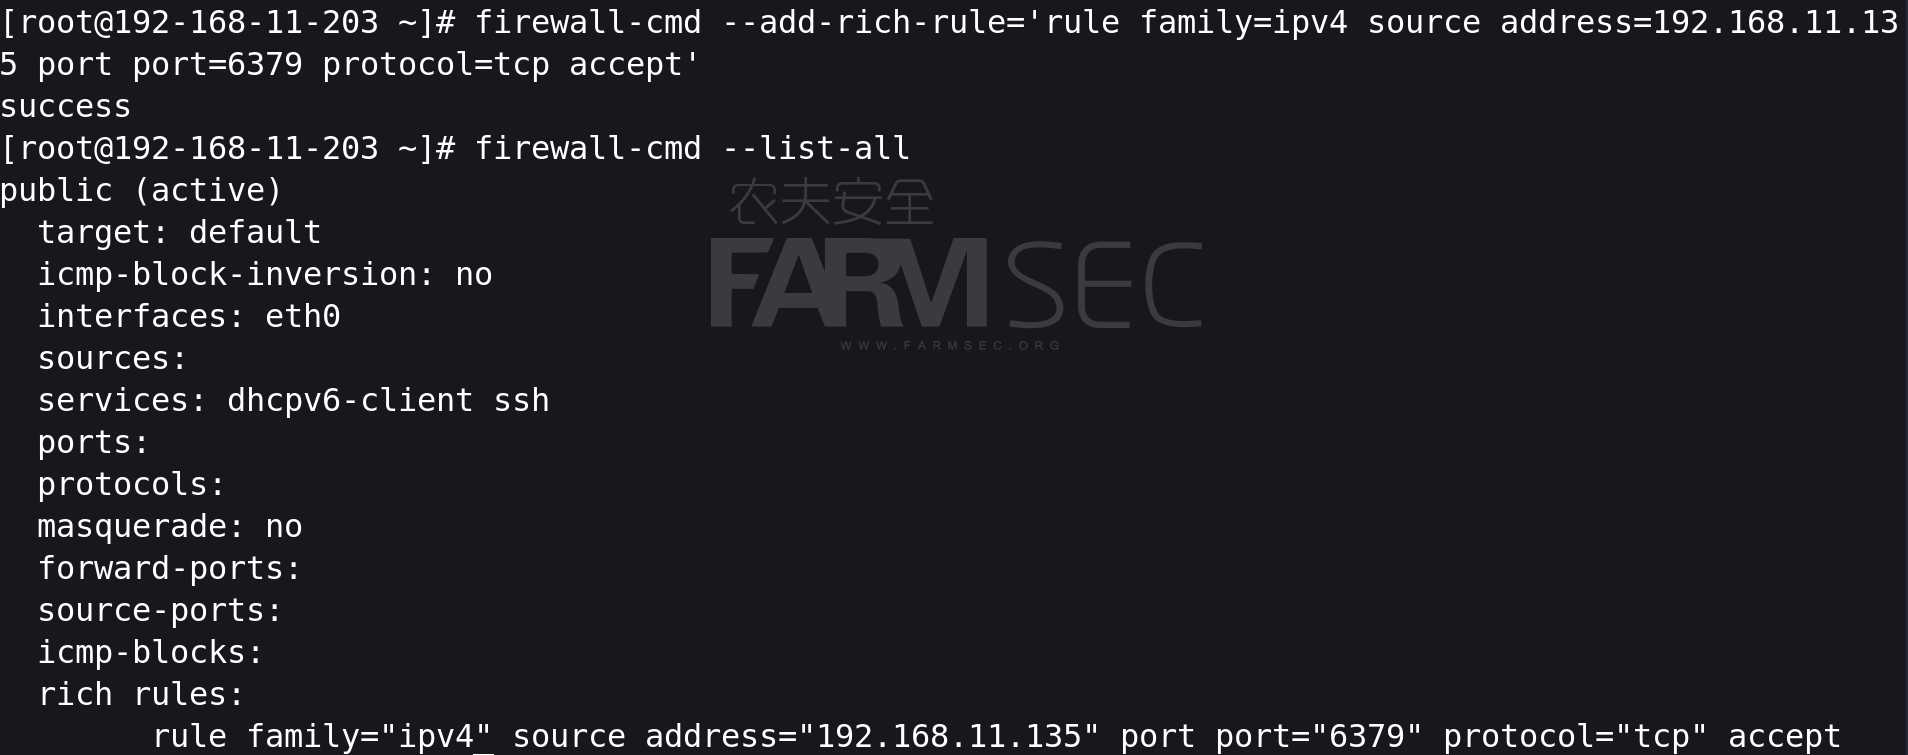 [root@192-168-11-203 ~]# firewall-cmd --add-rich-rule='rule family=ipv4 source address=192.168.11.13
5 port port=6379 protocol=tcp accept'
success
[root@192-168-11-203 ~]# firewall-cmd --list-all
public (active)
农夫安全
  target: default
FARMSEC
  icmp-block-inversion: no
  interfaces: eth0
WWW.FARMSEC.ORG
  sources:
  services: dhcpv6-client ssh
  ports:
  protocols:
  masquerade: no
  forward-ports:
  source-ports:
  icmp-blocks:
  rich rules:
        rule family="ipv4" source address="192.168.11.135" port port="6379" protocol="tcp" accept